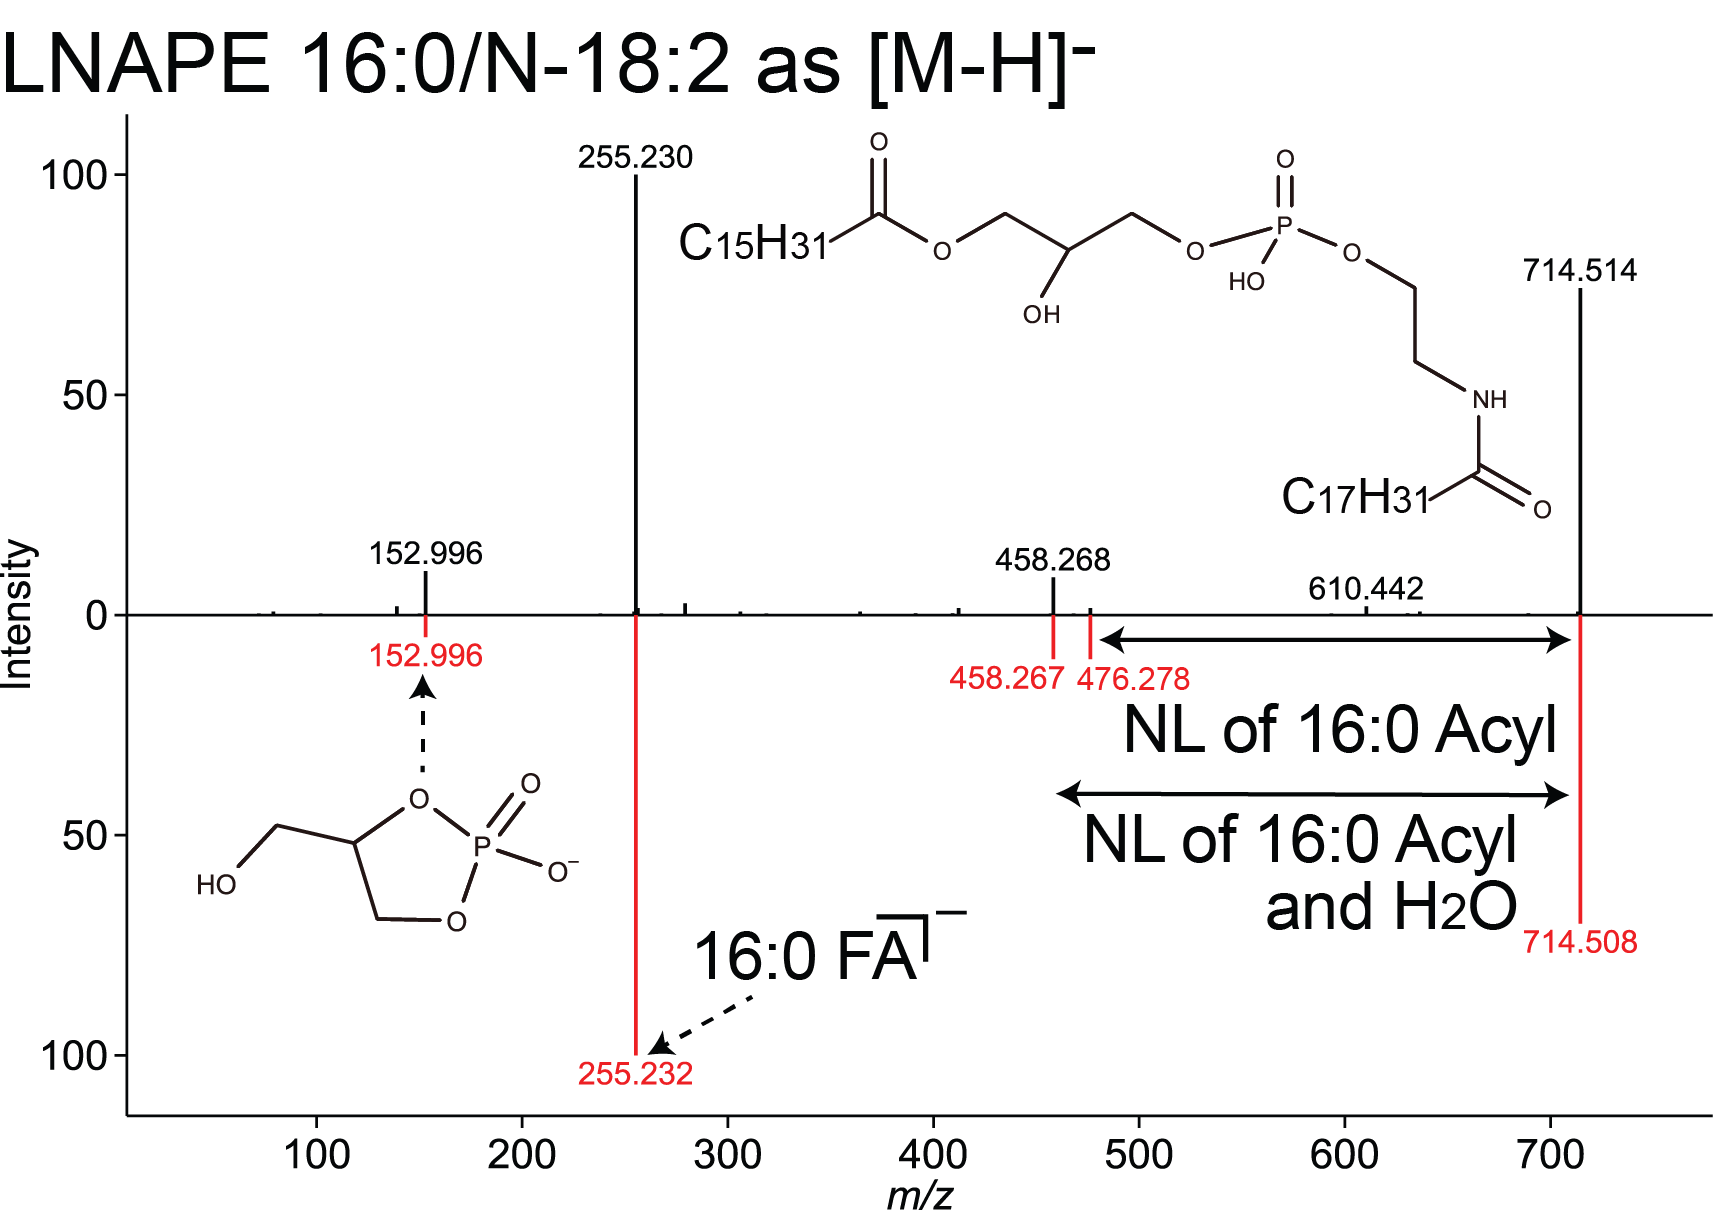 LNAPE 16:0/N-18:2 as [M-H]⁻
Intensity
100
50
0
50
100
255.230
714.514
152.996
458.268
610.442
O
C15H31
O
OH
O
O
P
HO
O
NH
C17H31
O
152.996
458.267
476.278
NL of 16:0 Acyl
NL of 16:0 Acyl
and H2O
714.508
O
O
P
O⁻
O
HO
16:0 FA⁻
255.232
100
200
300
400
500
600
700
m/z